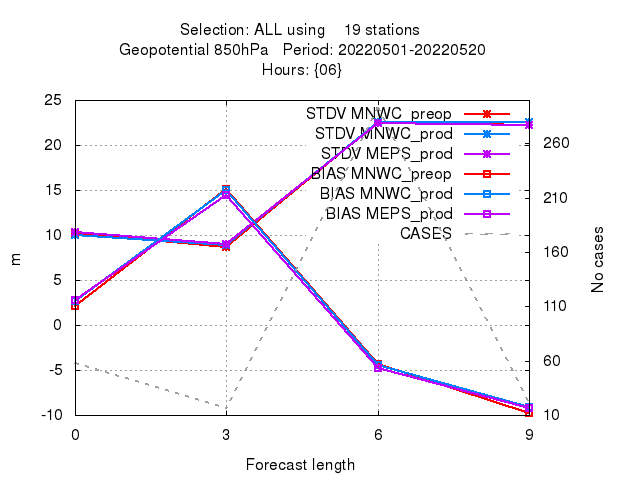 Selection: ALL using 19 stations
Geopotential 850hPa Period: 20220501-20220520
Hours: {06}
25
20
15
10
5
0
-5
-10
m
STDV MNWC_preop
STDV MNWC_prod
STDV MEPS_prod
BIAS MNWC_preop
BIAS MNWC_prod
BIAS MEPS_prod
CASES
260
210
160
110
60
10
No cases
0 3 6 9
Forecast length